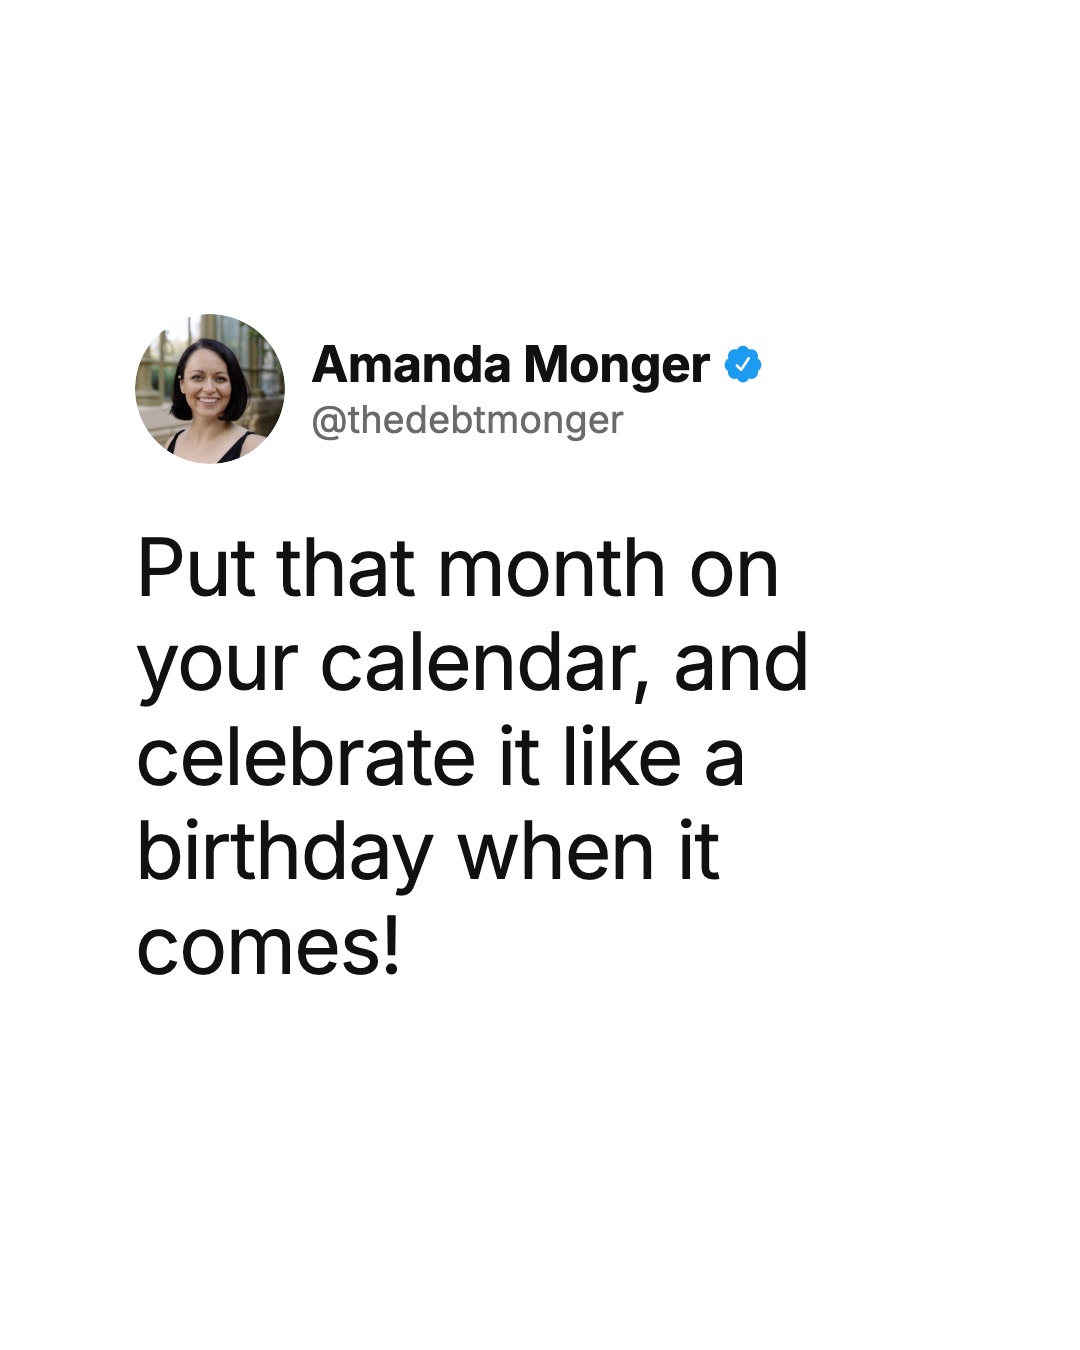 Amanda Monger
@thedebtmonger
Put that month on
your calendar, and
celebrate it like a
birthday when it
comes!